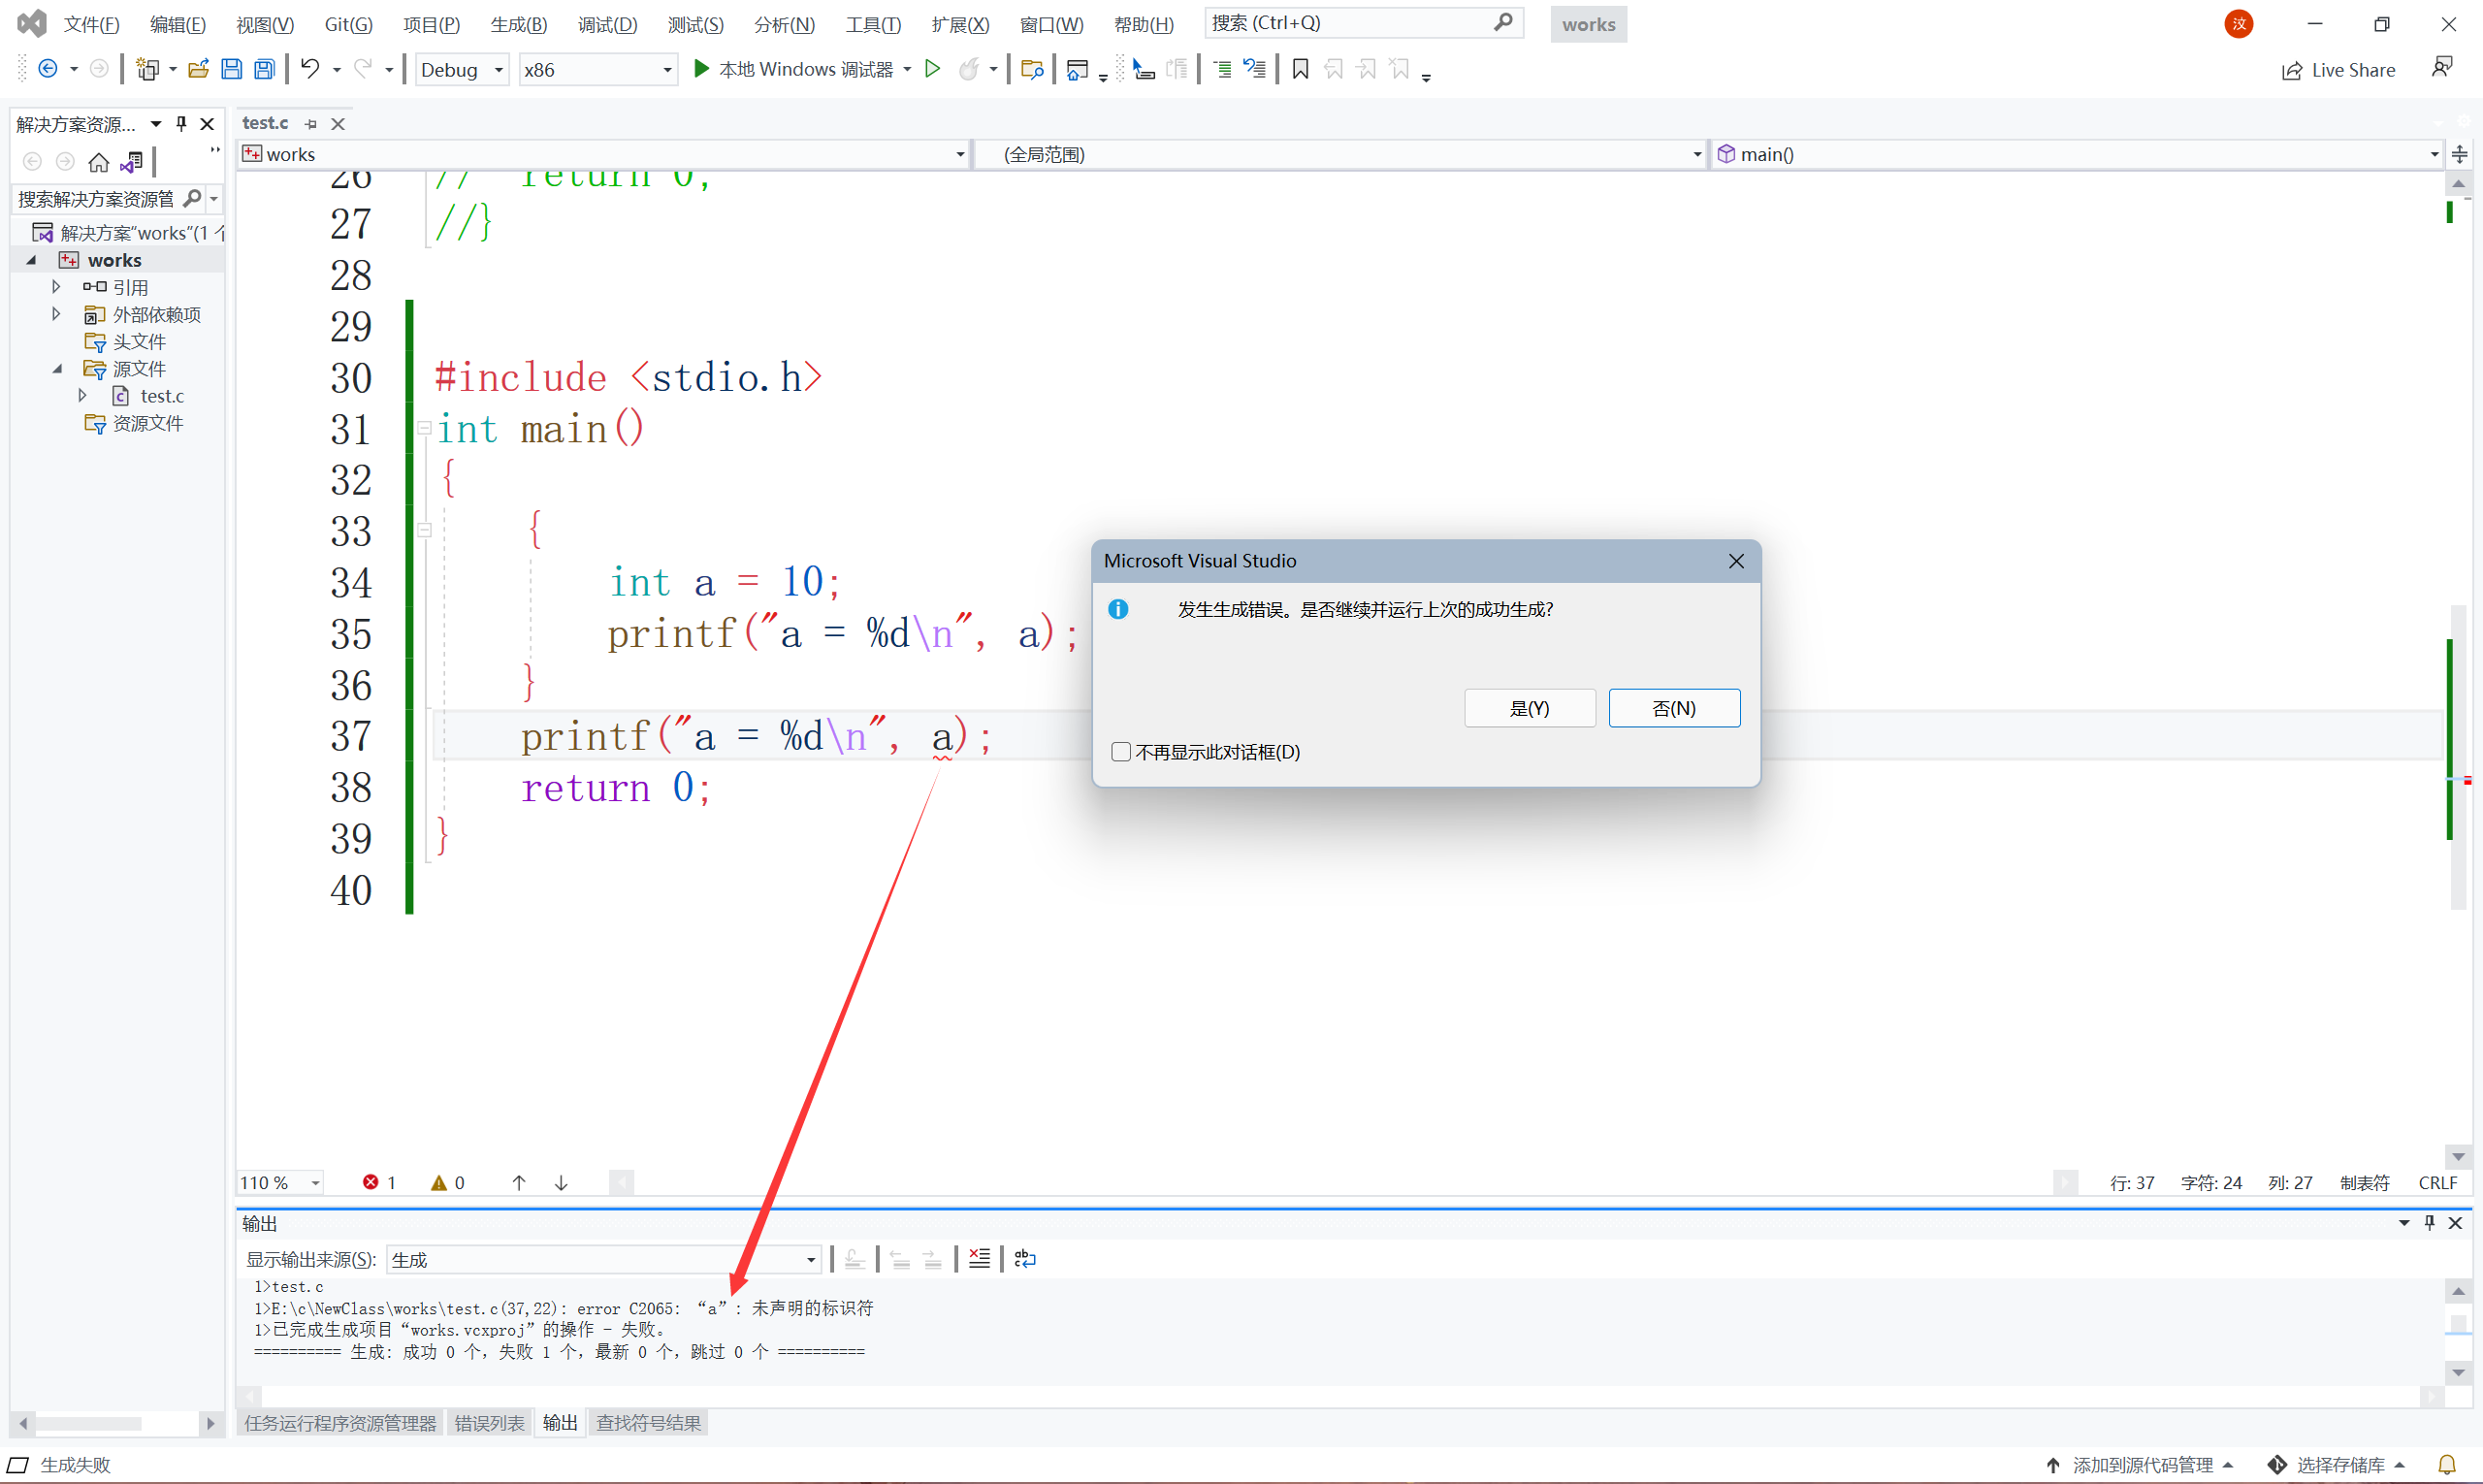 文件(F) 编辑(E) 视图(V) Git(G) 项目(P) 生成(B) 调试(D) 测试(S) 分析(N) 工具(T) 扩展(X) 窗口(W) 帮助(H) 搜索 (Ctrl+Q) works 汶
Debug x86 本地 Windows 调试器 Live Share
解决方案资源... test.c
works (全局范围) main()
搜索解决方案资源管
解决方案"works"(1
works
引用
外部依赖项
头文件
源文件
test.c
资源文件
26 // return 0;
27 //}
28
29
30 #include <stdio.h>
31 int main()
32 {
33 {
34 int a = 10;
35 printf("a = %d\n", a);
36 }
37 printf("a = %d\n", a);
38 return 0;
39 }
40
Microsoft Visual Studio
发生生成错误。是否继续并运行上次的成功生成?
是(Y) 否(N)
不再显示此对话框(D)
110 % 1 0 行: 37 字符: 24 列: 27 制表符 CRLF
输出
显示输出来源(S): 生成
1>test.c
1>E:\c\NewClass\works\test.c(37,22): error C2065: “a”: 未声明的标识符
1>已完成生成项目“works.vcxproj”的操作 - 失败。
========== 生成: 成功 0 个，失败 1 个，最新 0 个，跳过 0 个 ==========
任务运行程序资源管理器 错误列表 输出 查找符号结果
生成失败 添加到源代码管理 选择存储库